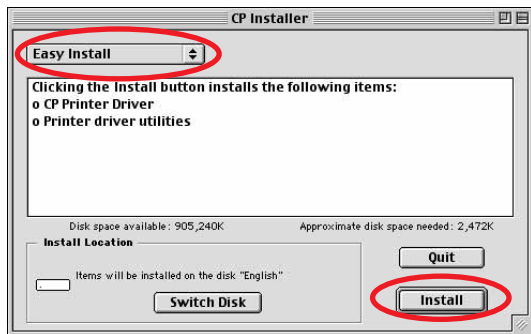 CP Installer
Easy Install
Clicking the Install button installs the following items:
o CP Printer Driver
o Printer driver utilities
Disk space available: 905,240K Approximate disk space needed: 2,472K
Install Location
Items will be installed on the disk "English"
Switch Disk
Quit
Install